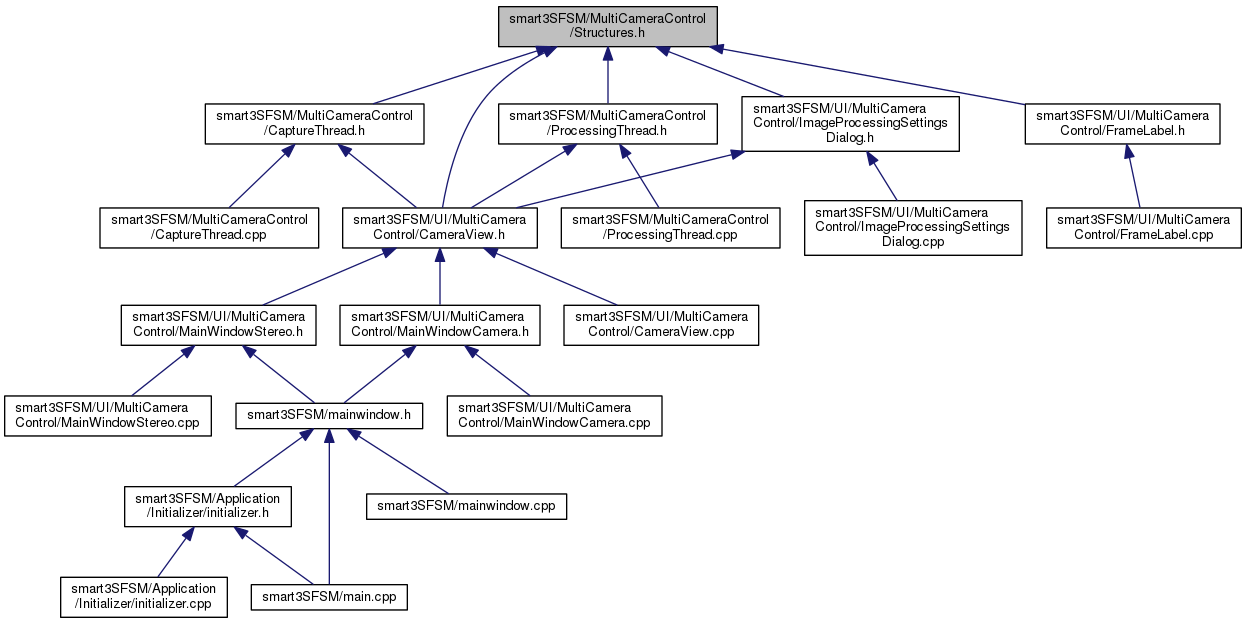 smart3SFSM/MultiCameraControl
/Structures.h
smart3SFSM/MultiCameraControl
/CaptureThread.h
smart3SFSM/MultiCameraControl
/ProcessingThread.h
smart3SFSM/UI/MultiCamera
Control/ImageProcessingSettings
Dialog.h
smart3SFSM/UI/MultiCamera
Control/FrameLabel.h
smart3SFSM/MultiCameraControl
/CaptureThread.cpp
smart3SFSM/UI/MultiCamera
Control/CameraView.h
smart3SFSM/MultiCameraControl
/ProcessingThread.cpp
smart3SFSM/UI/MultiCamera
Control/ImageProcessingSettings
Dialog.cpp
smart3SFSM/UI/MultiCamera
Control/FrameLabel.cpp
smart3SFSM/UI/MultiCamera
Control/MainWindowStereo.h
smart3SFSM/UI/MultiCamera
Control/MainWindowCamera.h
smart3SFSM/UI/MultiCamera
Control/CameraView.cpp
smart3SFSM/UI/MultiCamera
Control/MainWindowStereo.cpp
smart3SFSM/mainwindow.h
smart3SFSM/UI/MultiCamera
Control/MainWindowCamera.cpp
smart3SFSM/Application
/Initializer/initializer.h
smart3SFSM/mainwindow.cpp
smart3SFSM/Application
/Initializer/initializer.cpp
smart3SFSM/main.cpp